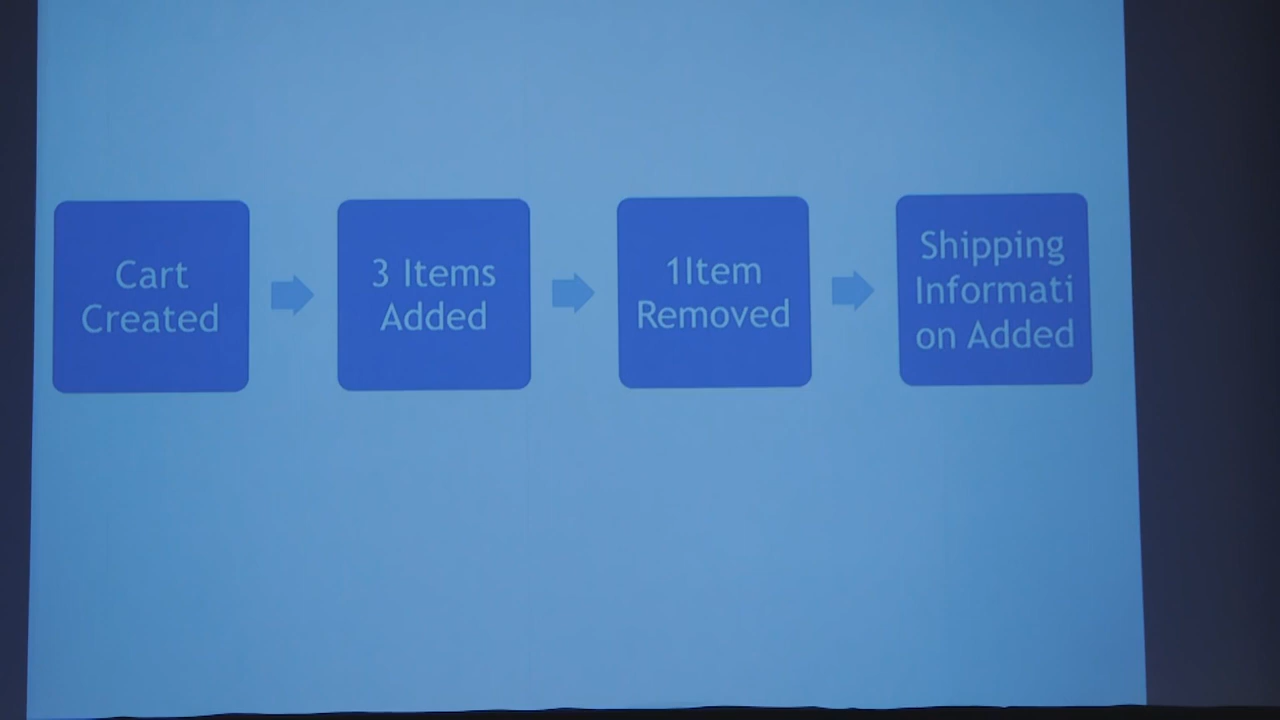 Cart
Created
3 Items
Added
1Item
Removed
Shipping
Informati
on Added